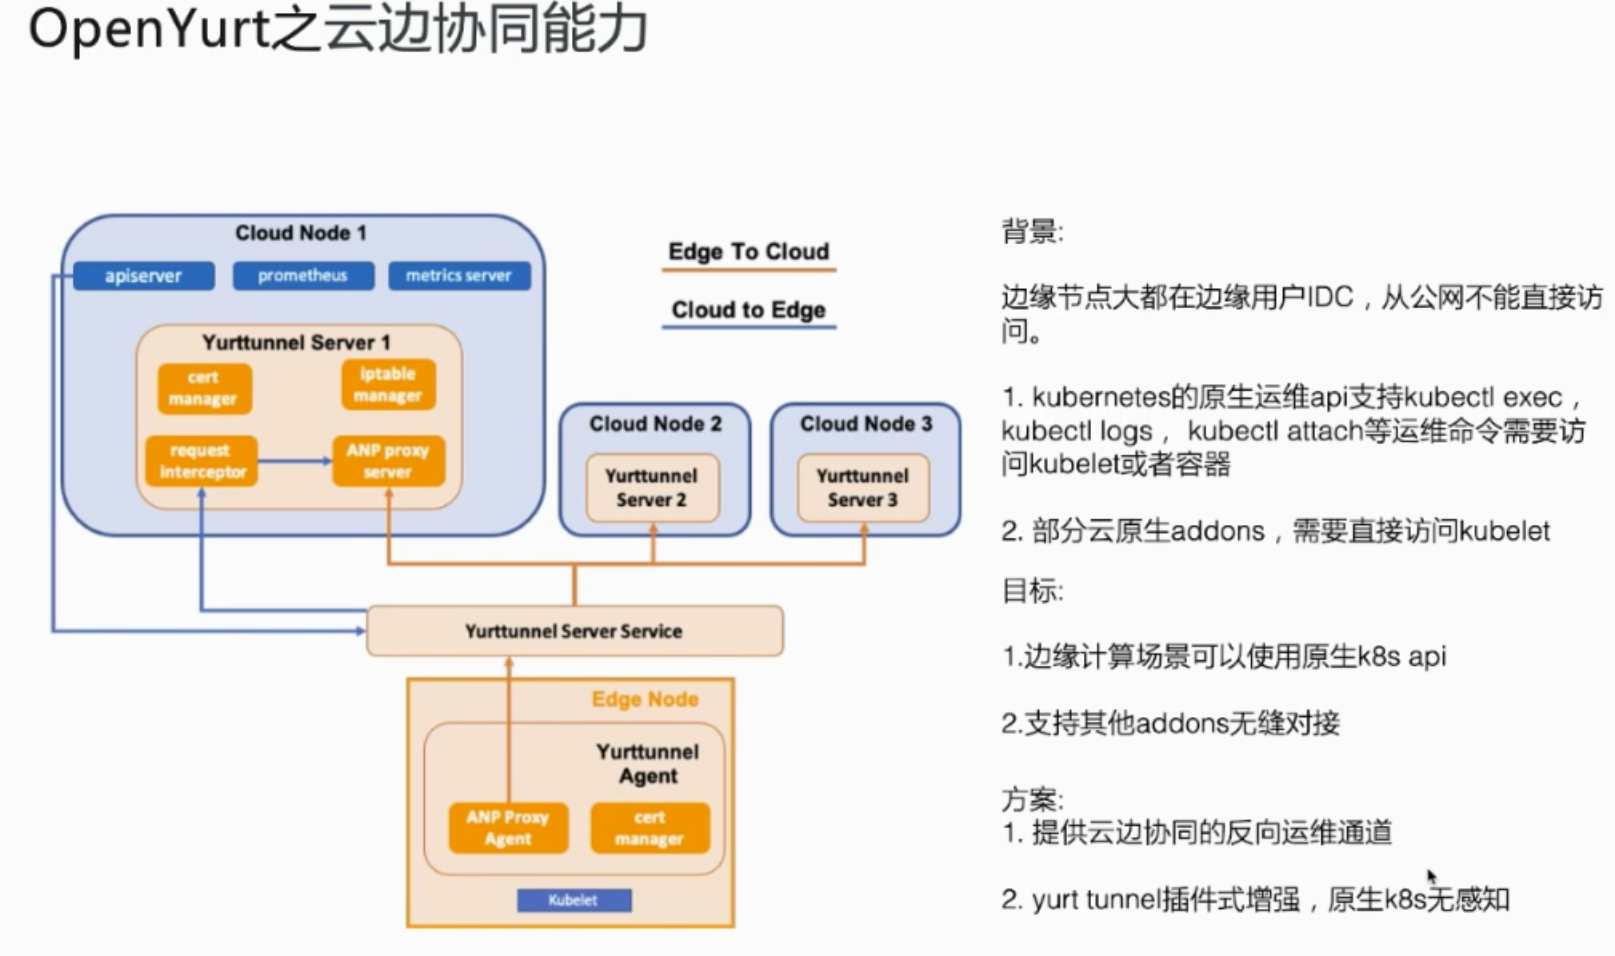 OpenYurt之云边协同能力
Cloud Node 1
apiserver
prometheus
metrics server
Yurttunnel Server 1
cert
manager
iptable
manager
request
interceptor
ANP proxy
server
Edge To Cloud
Cloud to Edge
Cloud Node 2
Yurttunnel
Server 2
Cloud Node 3
Yurttunnel
Server 3
Yurttunnel Server Service
Edge Node
Yurttunnel
Agent
ANP Proxy
Agent
cert
manager
Kubelet
背景:
边缘节点大都在边缘用户IDC，从公网不能直接访
问。
1. kubernetes的原生运维api支持kubectl exec，
kubectl logs， kubectl attach等运维命令需要访
问kubelet或者容器
2. 部分云原生addons，需要直接访问kubelet
目标:
1.边缘计算场景可以使用原生k8s api
2.支持其他addons无缝对接
方案:
1. 提供云边协同的反向运维通道
2. yurt tunnel插件式增强，原生k8s无感知